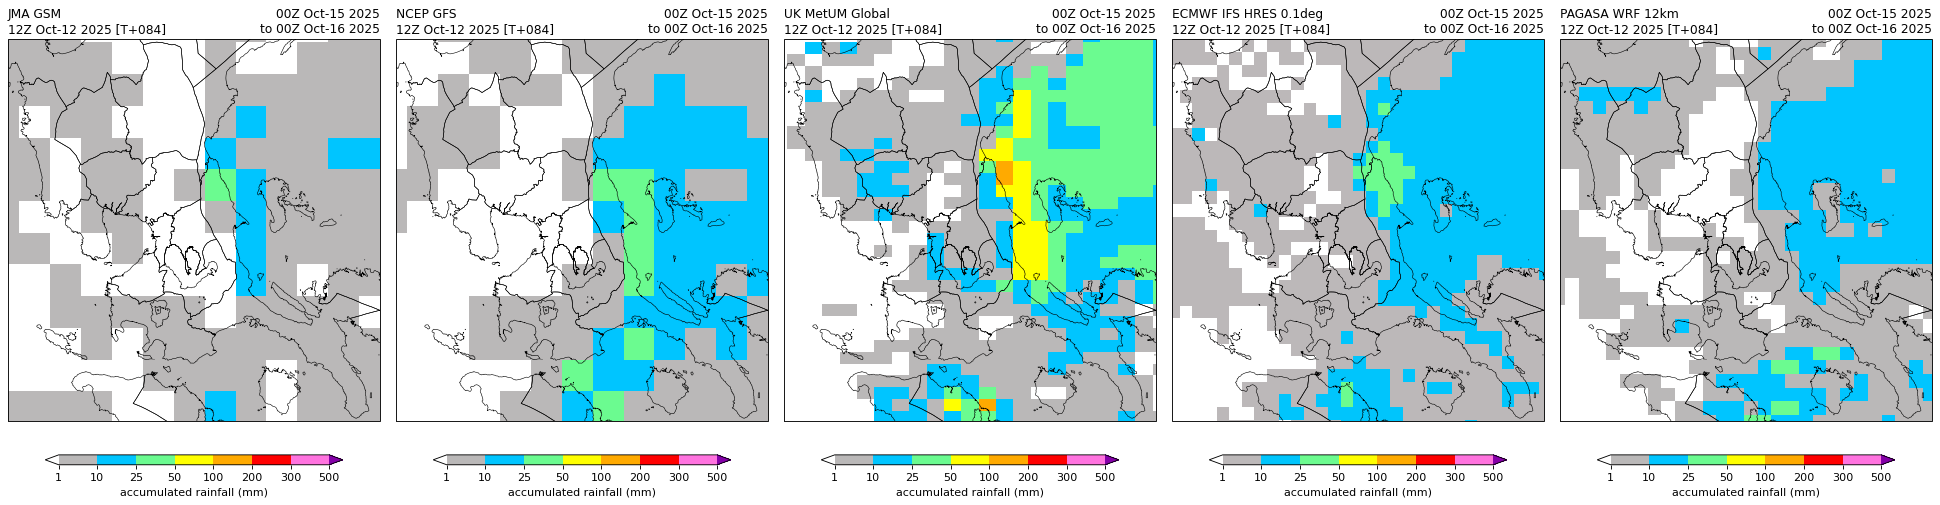 JMA GSM 00Z Oct-15 2025
12Z Oct-12 2025 [T+084] to 00Z Oct-16 2025
1 10 25 50 100 200 300 500
accumulated rainfall (mm)
NCEP GFS 00Z Oct-15 2025
12Z Oct-12 2025 [T+084] to 00Z Oct-16 2025
1 10 25 50 100 200 300 500
accumulated rainfall (mm)
UK MetUM Global 00Z Oct-15 2025
12Z Oct-12 2025 [T+084] to 00Z Oct-16 2025
1 10 25 50 100 200 300 500
accumulated rainfall (mm)
ECMWF IFS HRES 0.1deg 00Z Oct-15 2025
12Z Oct-12 2025 [T+084] to 00Z Oct-16 2025
1 10 25 50 100 200 300 500
accumulated rainfall (mm)
PAGASA WRF 12km 00Z Oct-15 2025
12Z Oct-12 2025 [T+084] to 00Z Oct-16 2025
1 10 25 50 100 200 300 500
accumulated rainfall (mm)